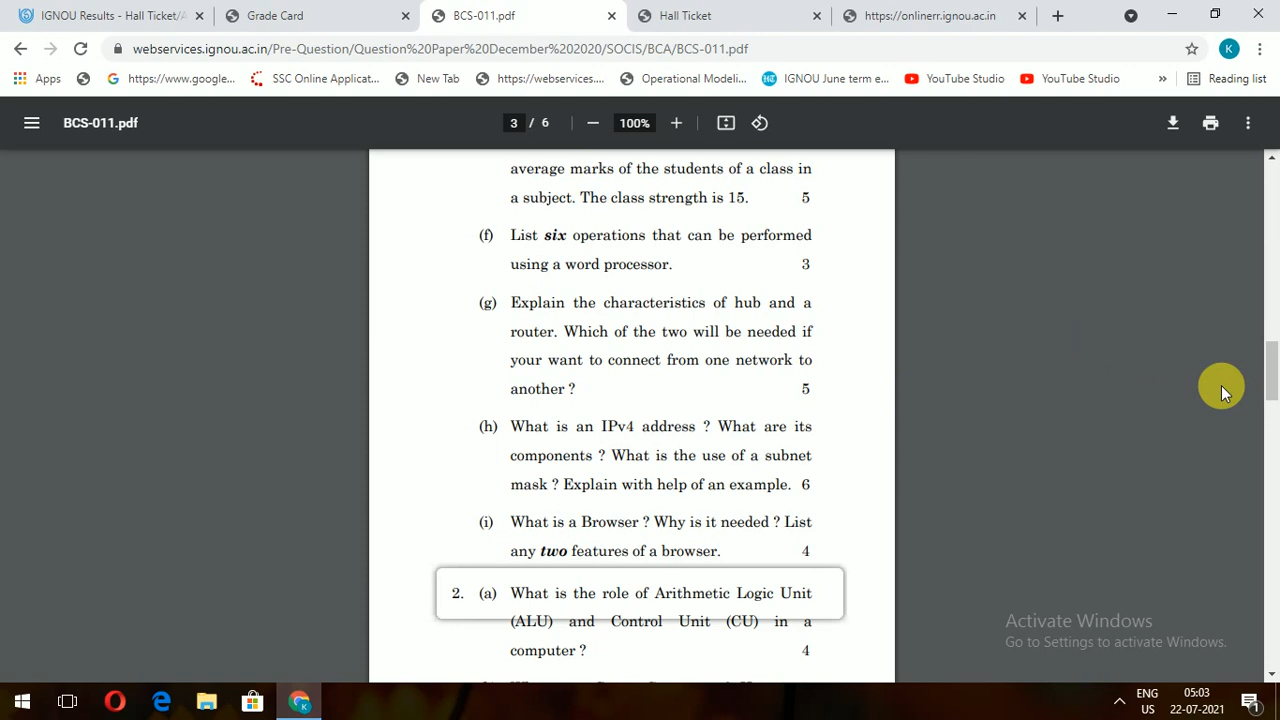 IGNOU Results - Hall Ticket/A
Grade Card
BCS-011.pdf
Hall Ticket
https://onlinerr.ignou.ac.in
webservices.ignou.ac.in/Pre-Question/Question%20Paper%20December%202020/SOCIS/BCA/BCS-011.pdf
K
Apps
https://www.google...
SSC Online Applicat...
New Tab
https://webservices....
Operational Modeli...
IGNOU June term e...
YouTube Studio
YouTube Studio
»
Reading list
BCS-011.pdf
3 / 6
100%
average marks of the students of a class in
a subject. The class strength is 15. 5
(f) List six operations that can be performed
using a word processor. 3
(g) Explain the characteristics of hub and a
router. Which of the two will be needed if
your want to connect from one network to
another ? 5
(h) What is an IPv4 address ? What are its
components ? What is the use of a subnet
mask ? Explain with help of an example. 6
(i) What is a Browser ? Why is it needed ? List
any two features of a browser. 4
2. (a) What is the role of Arithmetic Logic Unit
(ALU) and Control Unit (CU) in a
computer ? 4
Activate Windows
Go to Settings to activate Windows.
ENG
US
05:03
22-07-2021
1